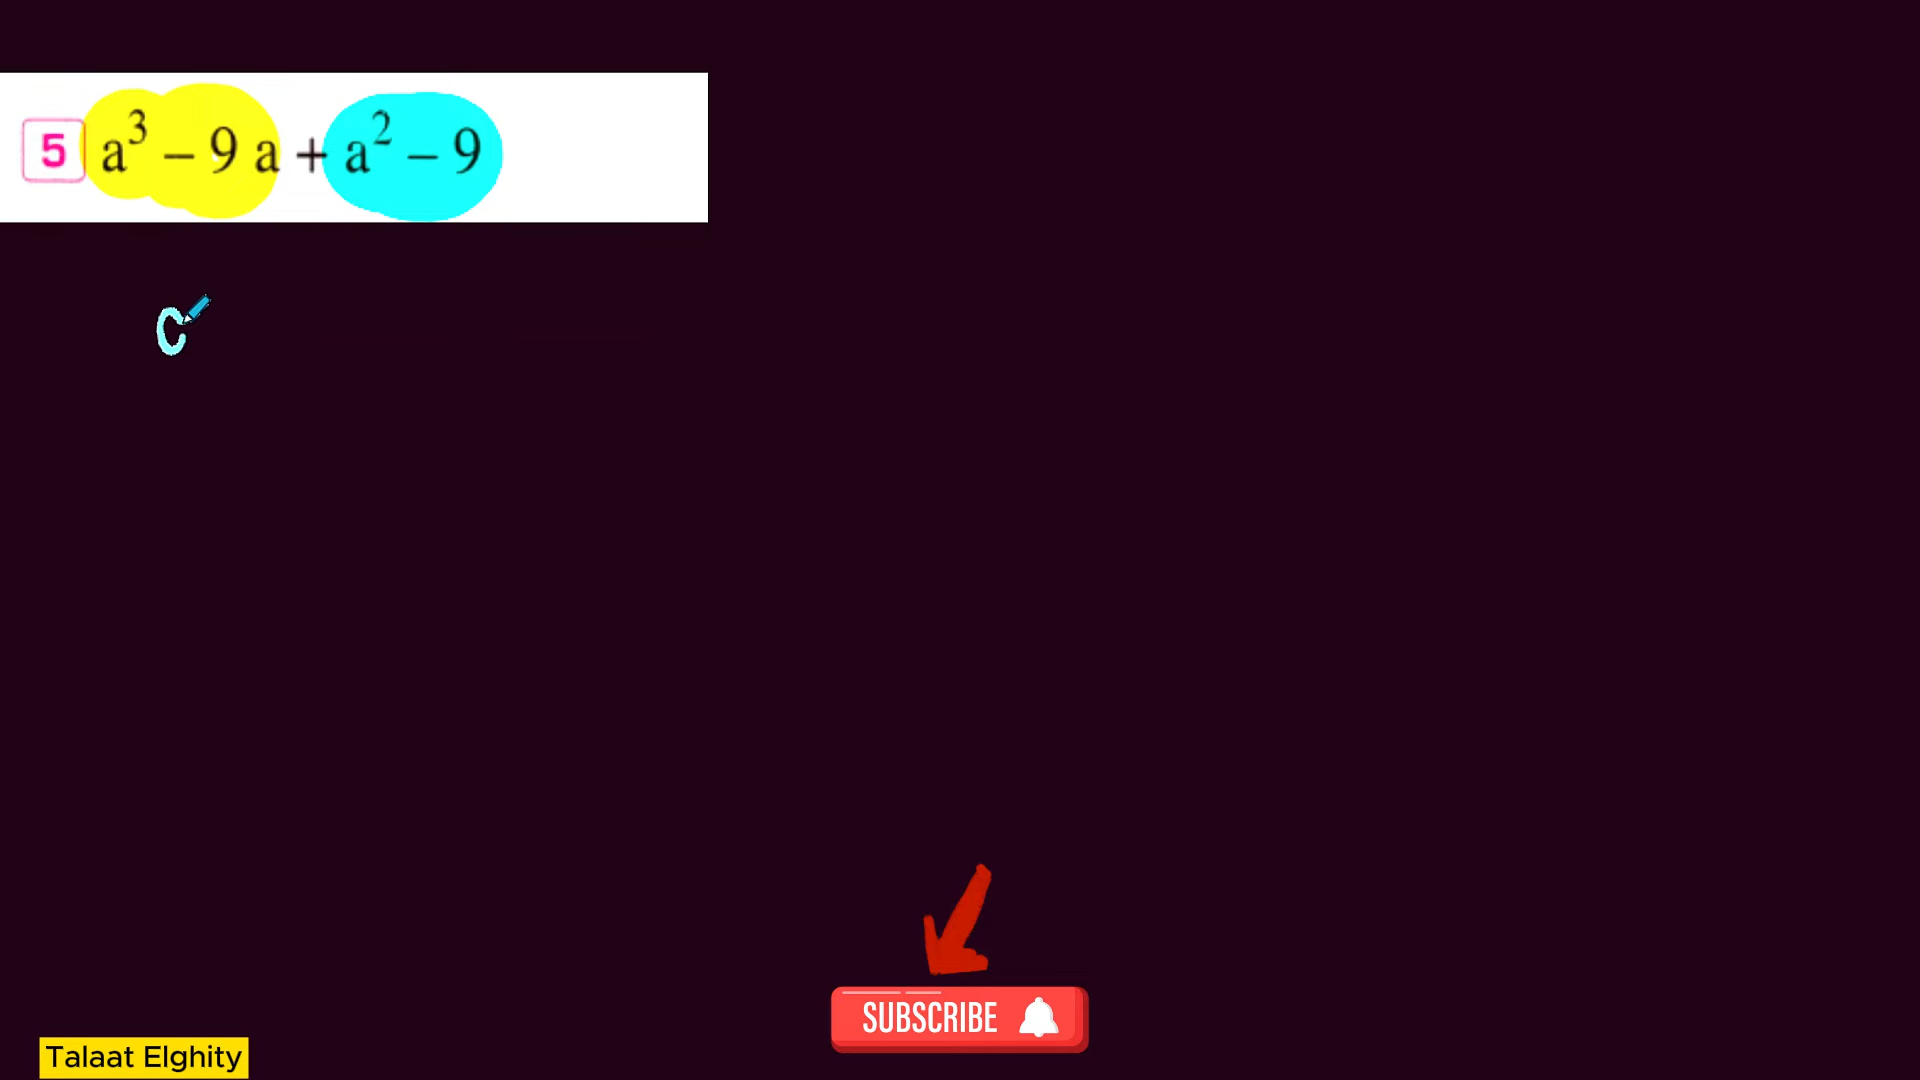 5 a³ – 9 a + a² – 9
SUBSCRIBE
Talaat Elghity